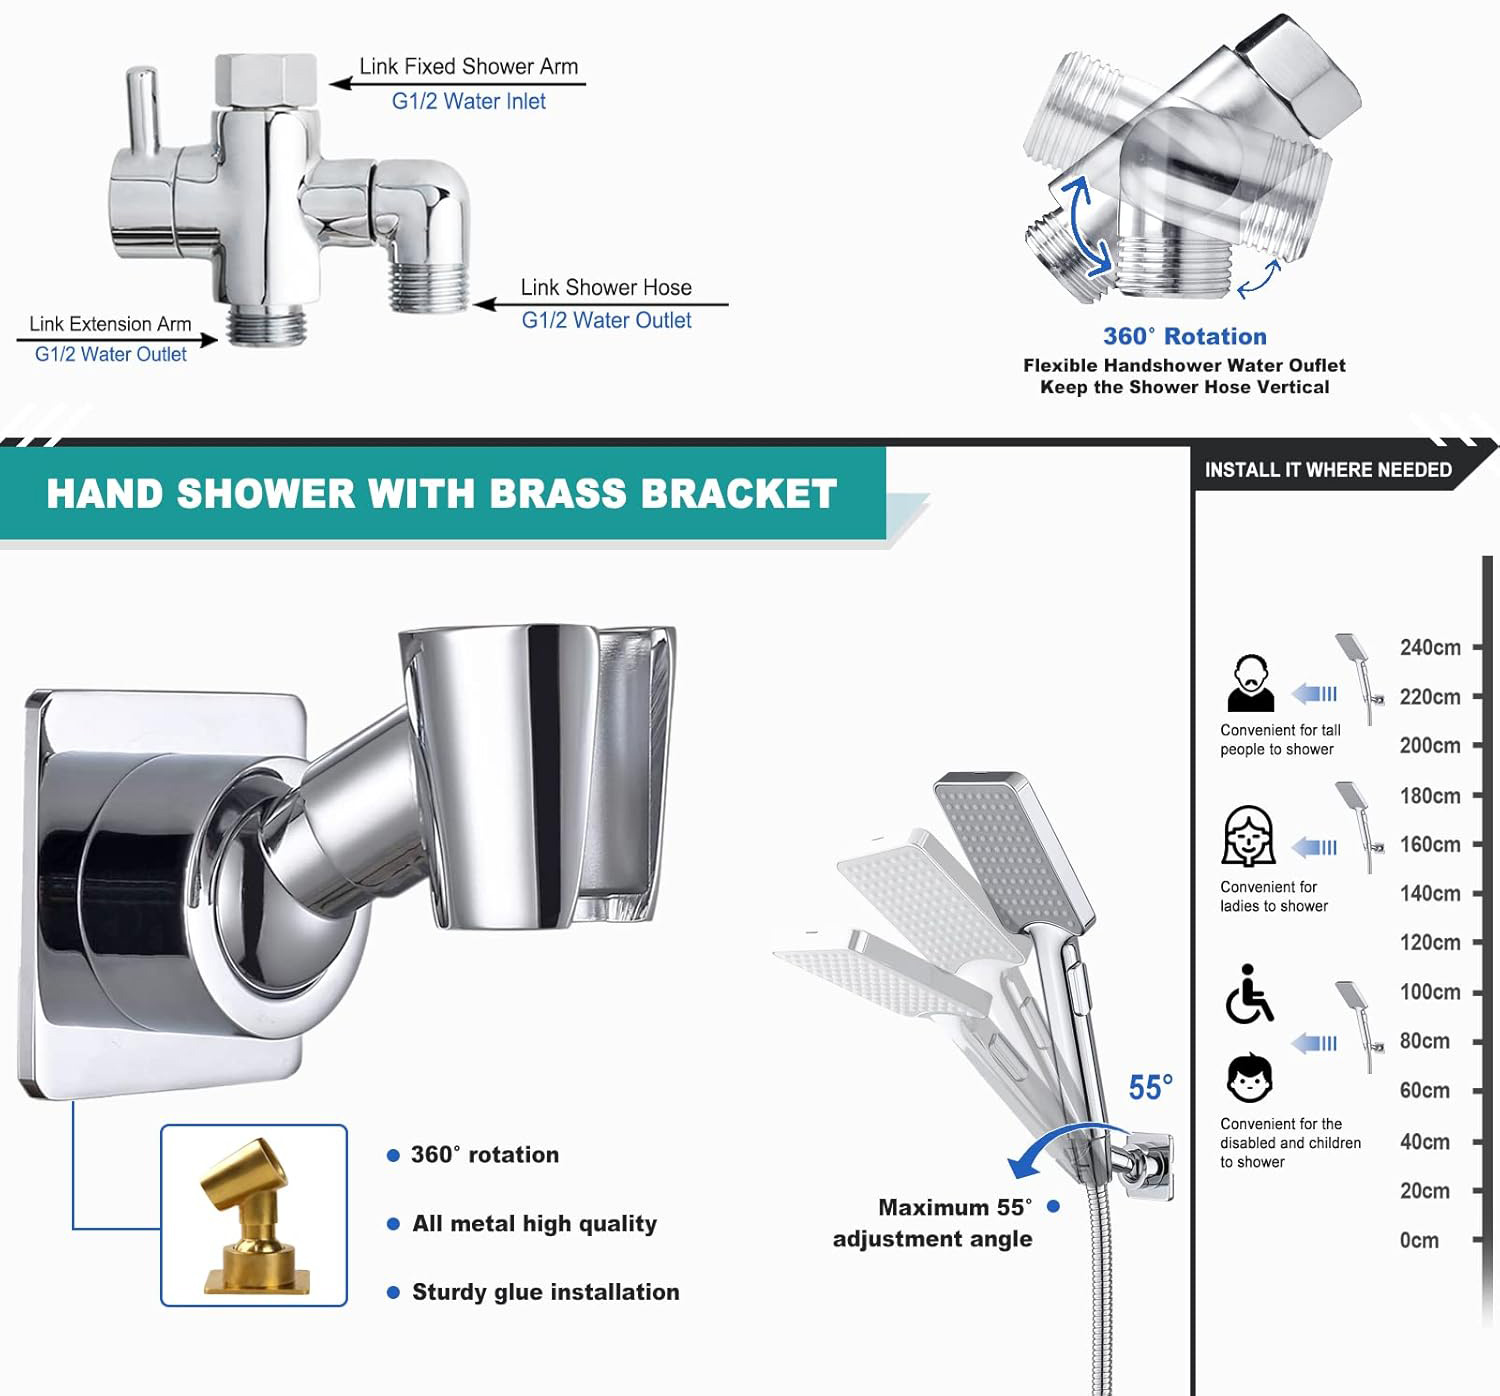 Link Fixed Shower Arm
G1/2 Water Inlet
Link Shower Hose
G1/2 Water Outlet
Link Extension Arm
G1/2 Water Outlet
360° Rotation
Flexible Handshower Water Ouflet
Keep the Shower Hose Vertical
HAND SHOWER WITH BRASS BRACKET
INSTALL IT WHERE NEEDED
360° rotation
All metal high quality
Sturdy glue installation
55°
Maximum 55°
adjustment angle
Convenient for tall
people to shower
Convenient for
ladies to shower
Convenient for the
disabled and children
to shower
240cm
220cm
200cm
180cm
160cm
140cm
120cm
100cm
80cm
60cm
40cm
20cm
0cm